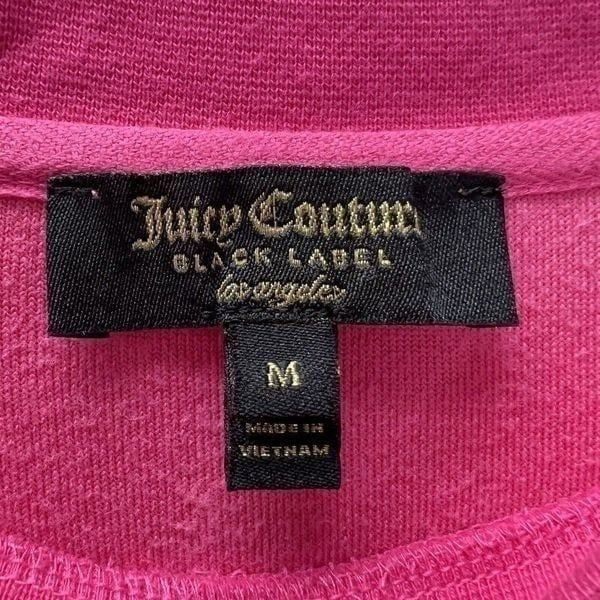 Juicy Couture
BLACK LABEL
los angeles
M
MADE IN
VIETNAM